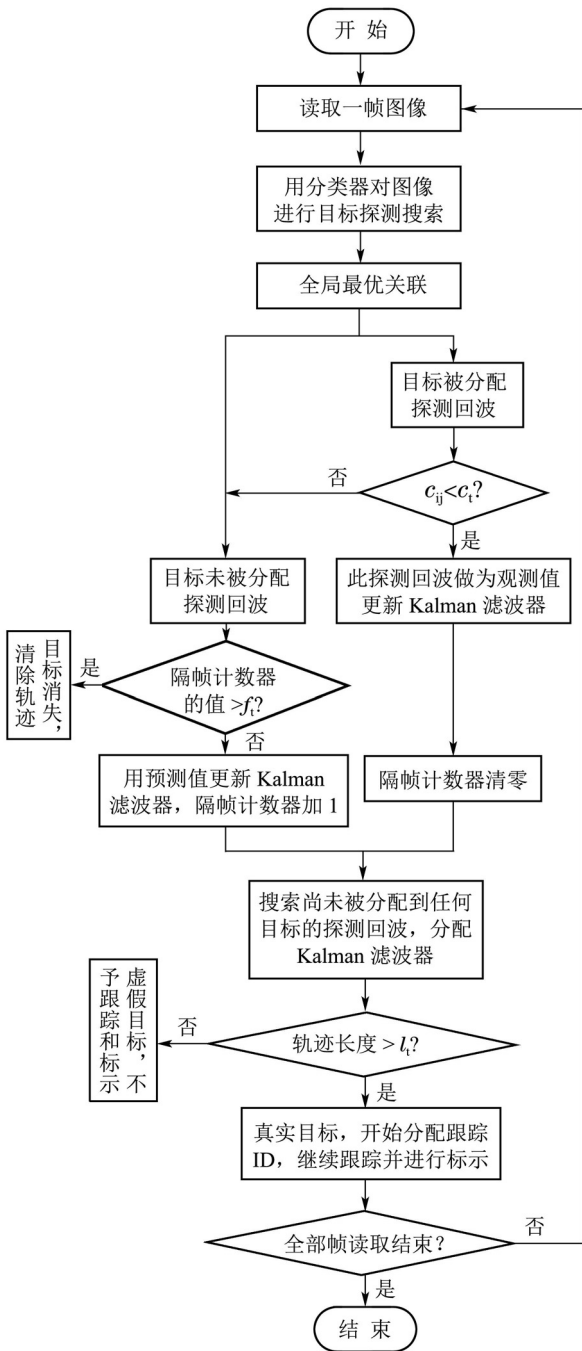 开 始
读取一帧图像
用分类器对图像
进行目标探测搜索
全局最优关联
目标被分配
探测回波
否
c_ij<c_t?
是
目标未被分配
探测回波
此探测回波做为观测值
更新 Kalman 滤波器
目标消失，
清除轨迹
是
隔帧计数器
的值 >f_t?
否
用预测值更新 Kalman
滤波器，隔帧计数器加 1
隔帧计数器清零
搜索尚未被分配到任何
目标的探测回波，分配
Kalman 滤波器
虚假目标，不
予跟踪和标示
否
轨迹长度 > l_t?
是
真实目标，开始分配跟踪
ID，继续跟踪并进行标示
全部帧读取结束？
否
是
结 束